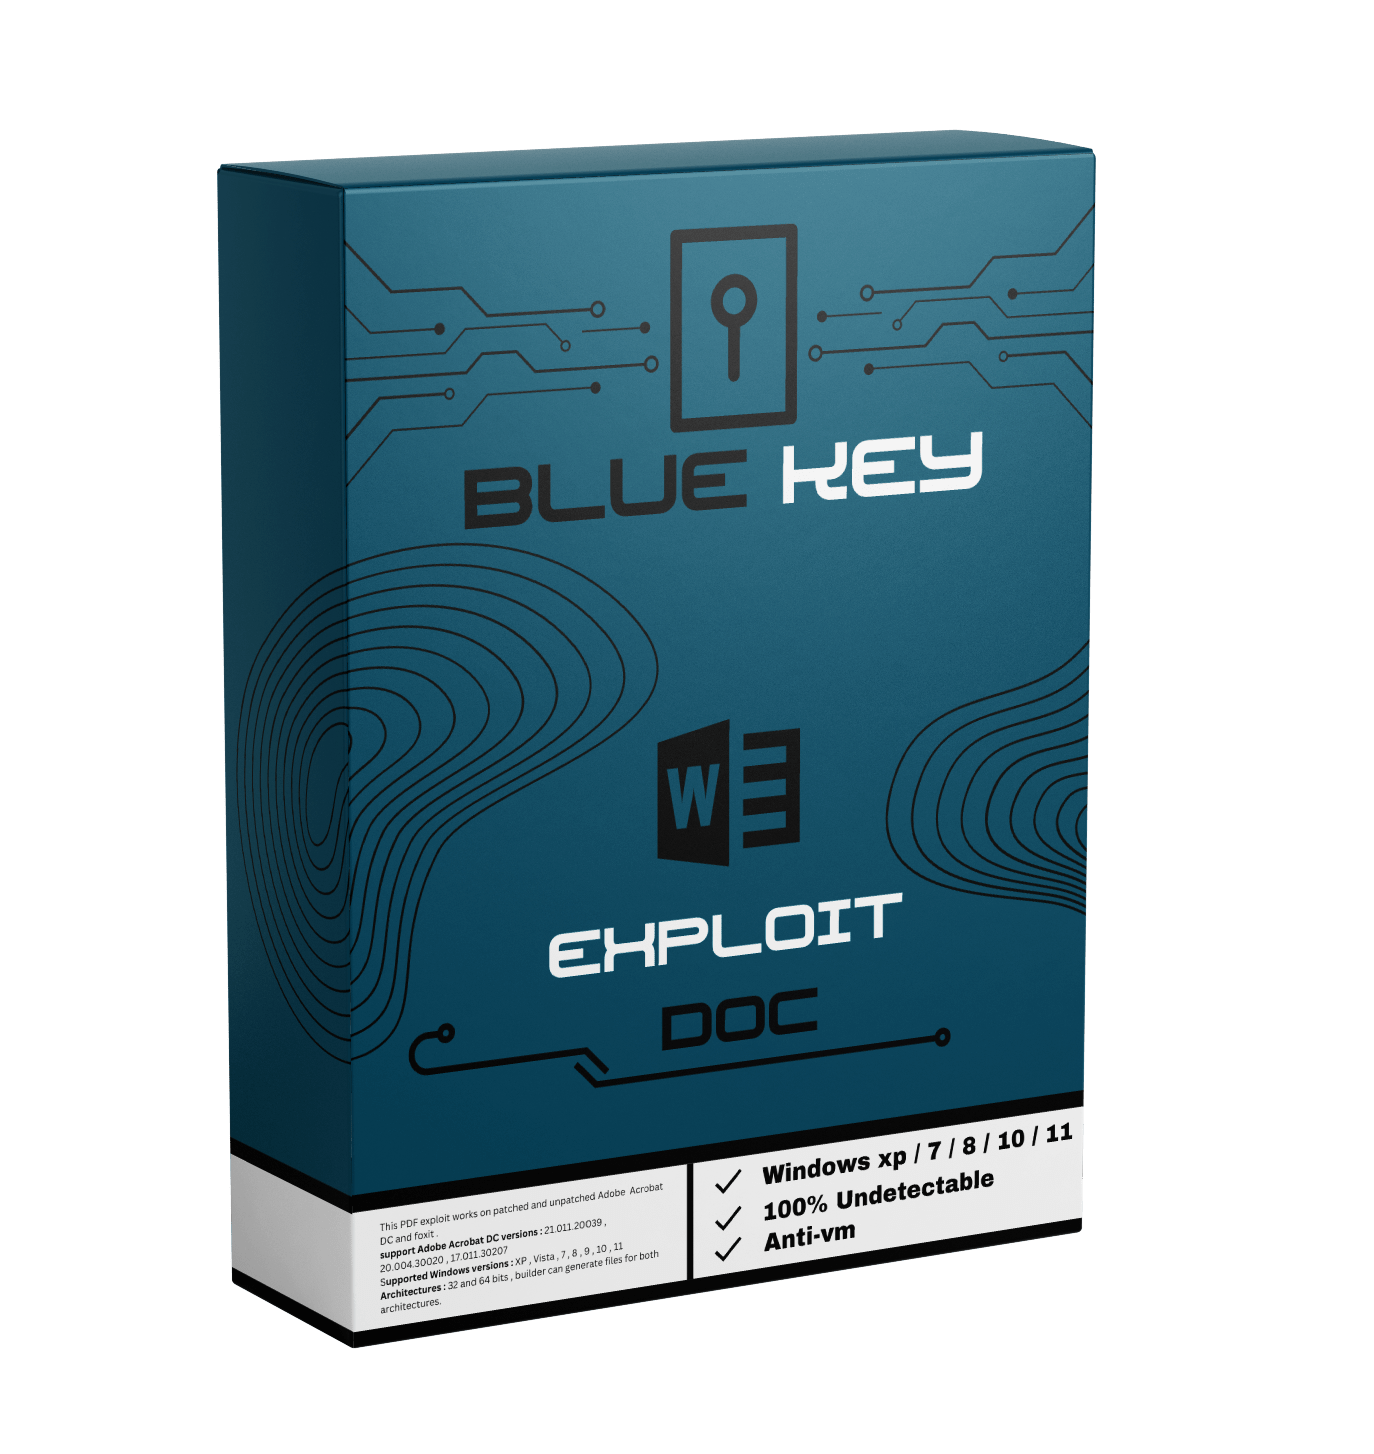 BLUE KEY
W
EXPLOIT
DOC
This PDF exploit works on patched and unpatched Adobe Acrobat
DC and foxit .
support Adobe Acrobat DC versions : 21.011.20039 ,
20.004.30020 , 17.011.30207
Supported Windows versions : XP , Vista , 7 , 8 , 9 , 10 , 11
Architectures : 32 and 64 bits , builder can generate files for both
architectures.
Windows xp / 7 / 8 / 10 / 11
100% Undetectable
Anti-vm